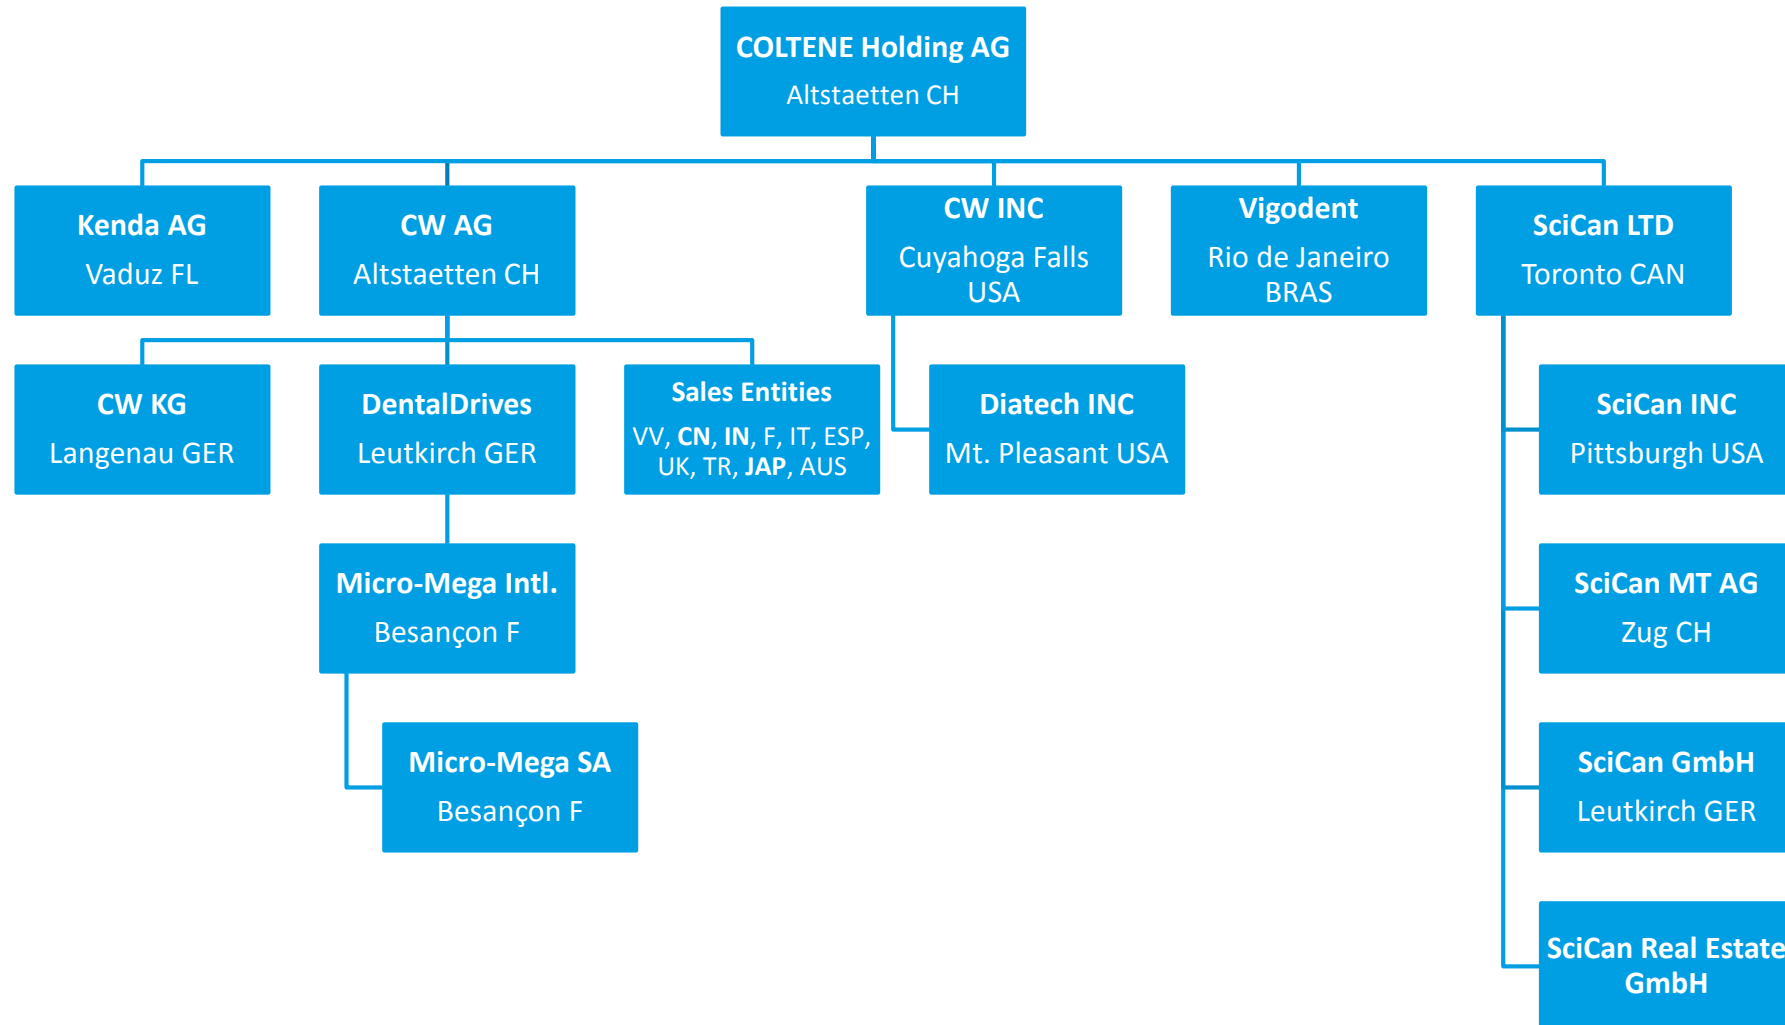 COLTENE Holding AG
Altstaetten CH
Kenda AG
Vaduz FL
CW AG
Altstaetten CH
CW INC
Cuyahoga Falls
USA
Vigodent
Rio de Janeiro
BRAS
SciCan LTD
Toronto CAN
CW KG
Langenau GER
DentalDrives
Leutkirch GER
Sales Entities
VV, CN, IN, F, IT, ESP,
UK, TR, JAP, AUS
Diatech INC
Mt. Pleasant USA
SciCan INC
Pittsburgh USA
Micro-Mega Intl.
Besançon F
SciCan MT AG
Zug CH
Micro-Mega SA
Besançon F
SciCan GmbH
Leutkirch GER
SciCan Real Estate
GmbH